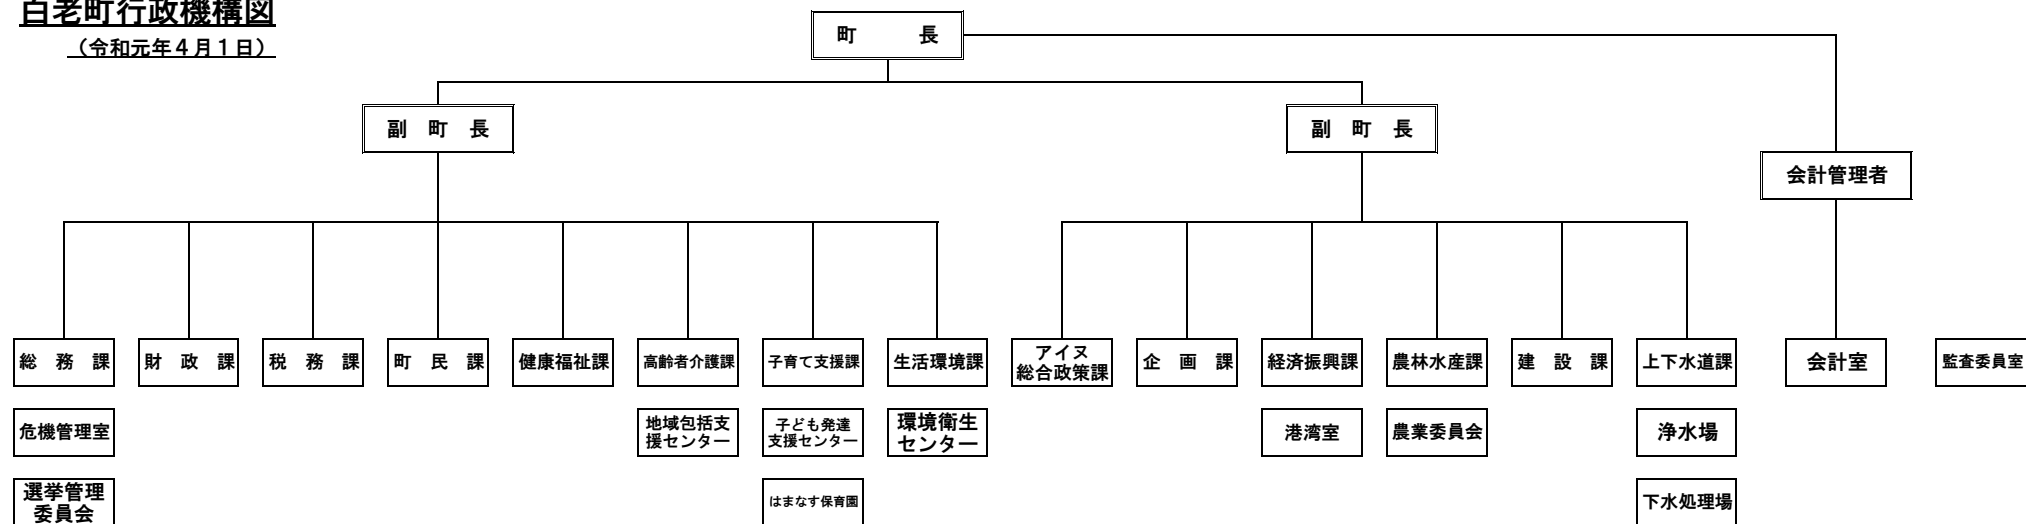 白老町行政機構図
（令和元年４月１日）
町　　　長
副　町　長
副　町　長
会計管理者
総　務　課
財　政　課
税　務　課
町　民　課
健康福祉課
高齢者介護課
子育て支援課
生活環境課
アイヌ
総合政策課
企　画　課
経済振興課
農林水産課
建　設　課
上下水道課
会計室
監査委員室
危機管理室
地域包括支
援センター
子ども発達
支援センター
環境衛生
センター
港湾室
農業委員会
浄水場
選挙管理
委員会
はまなす保育園
下水処理場